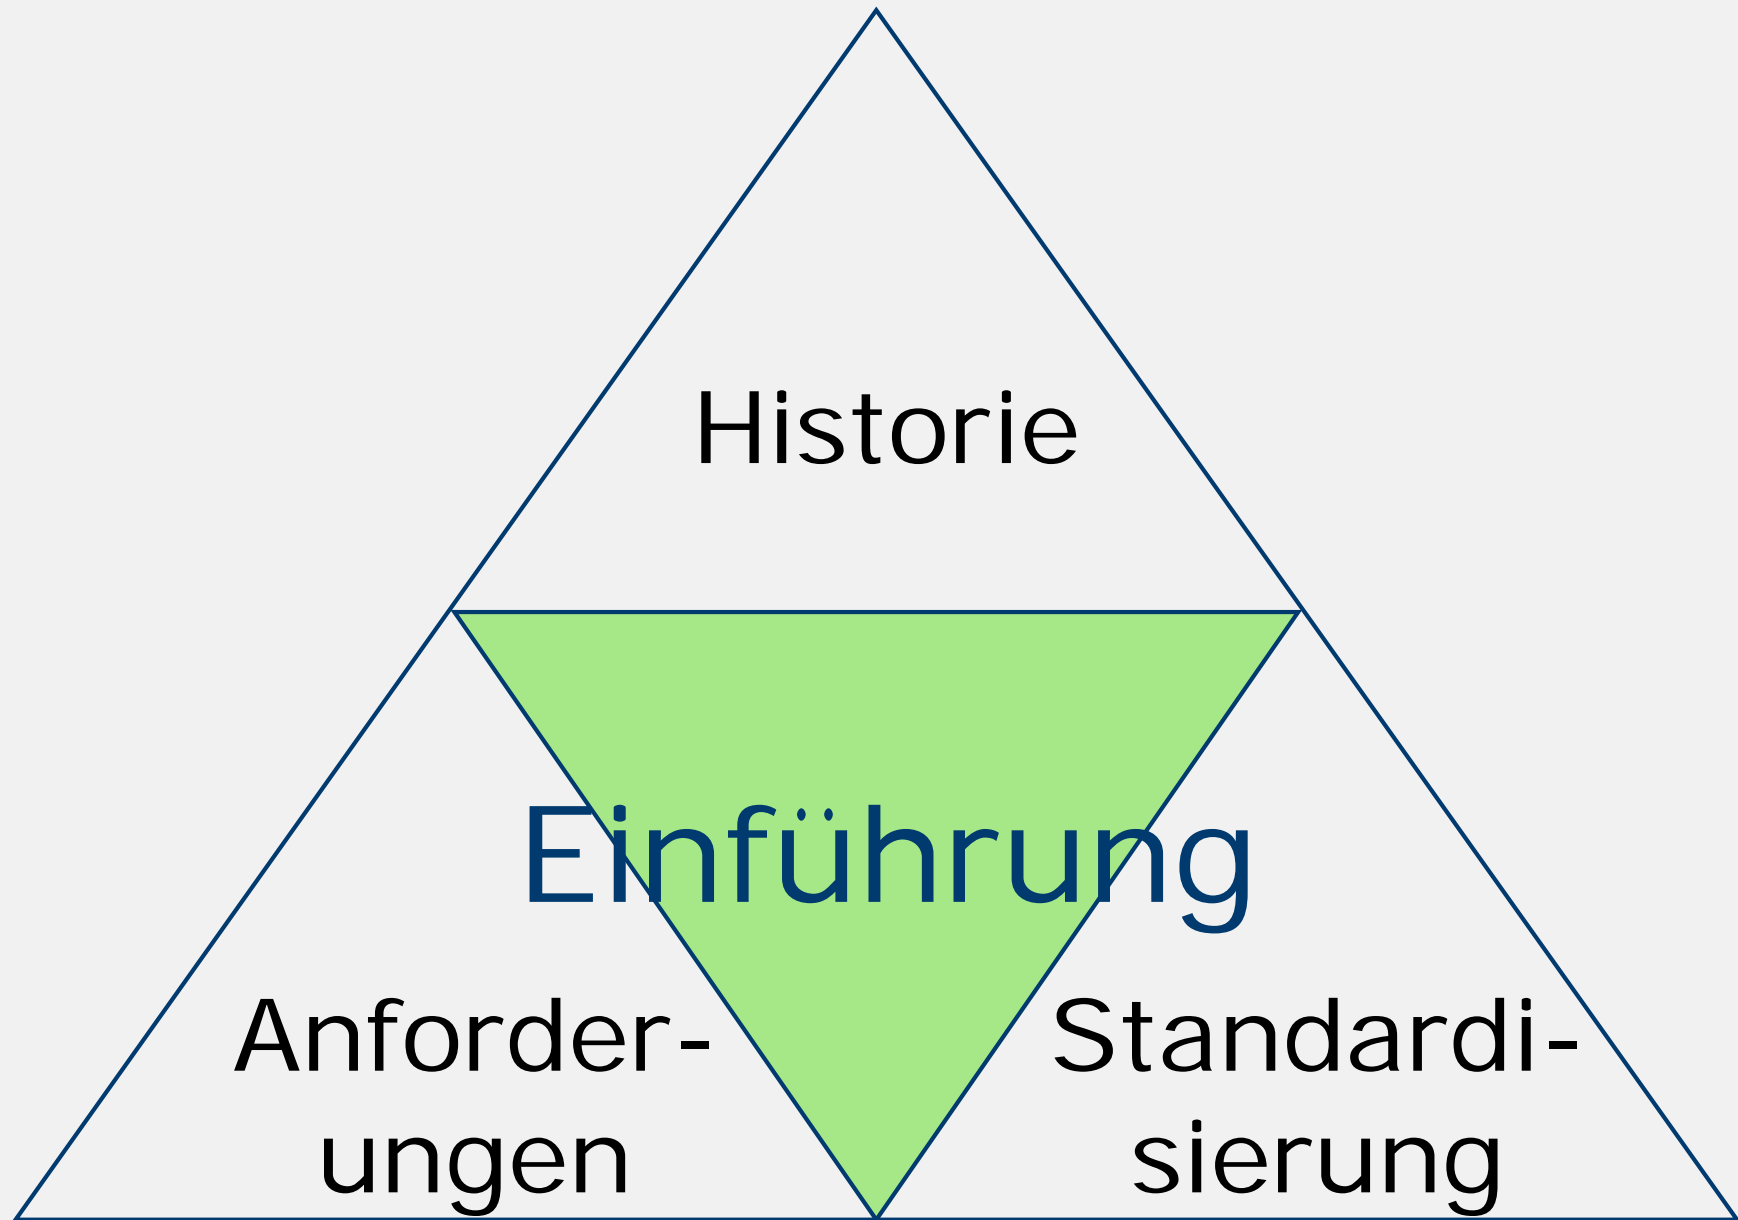 Historie
Einführung
Anforder-
ungen
Standardi-
sierung